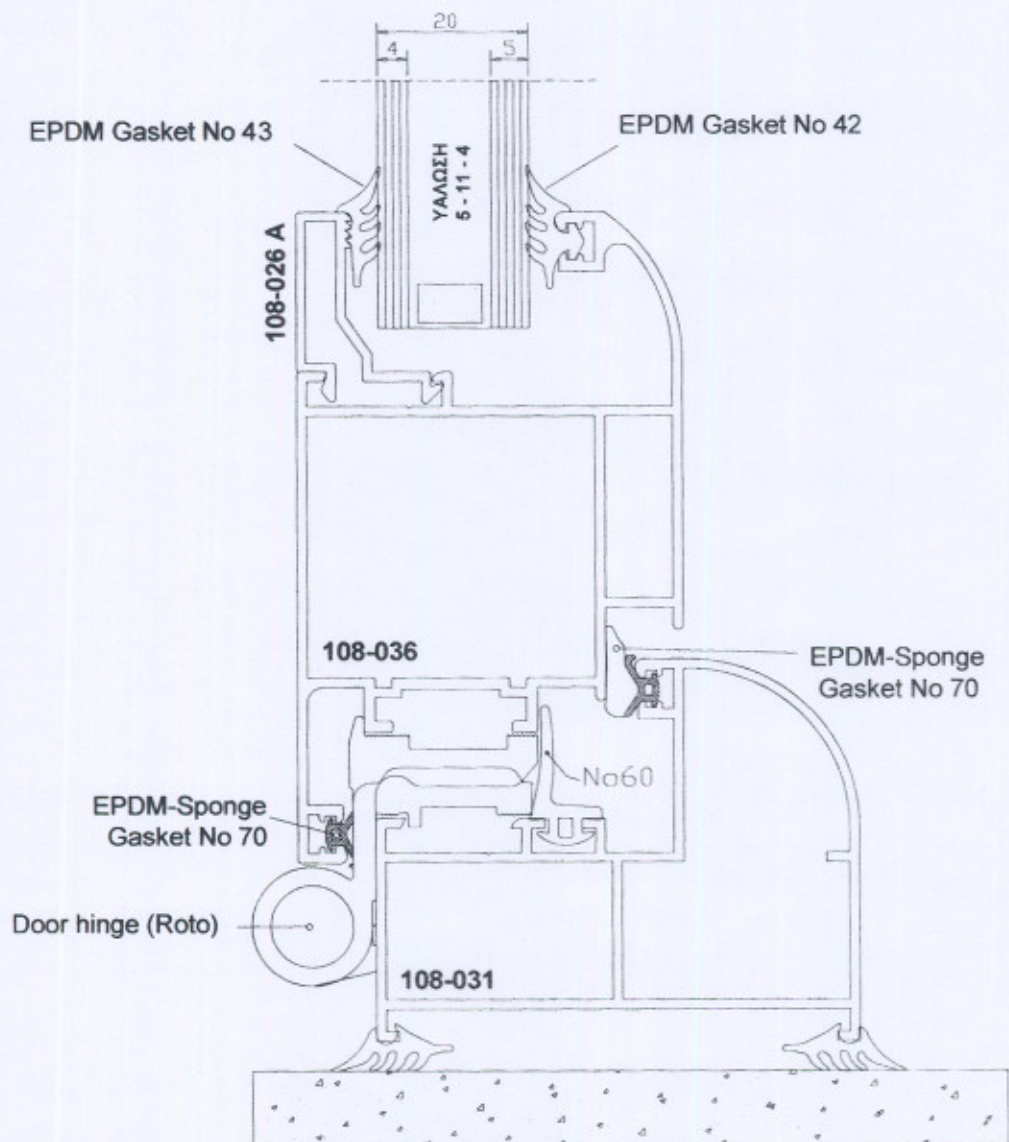 20
4
5
EPDM Gasket No 43
EPDM Gasket No 42
ΥΑΛΩΣΗ
5 - 11 - 4
108-026 A
108-036
EPDM-Sponge
Gasket No 70
No60
EPDM-Sponge
Gasket No 70
Door hinge (Roto)
108-031